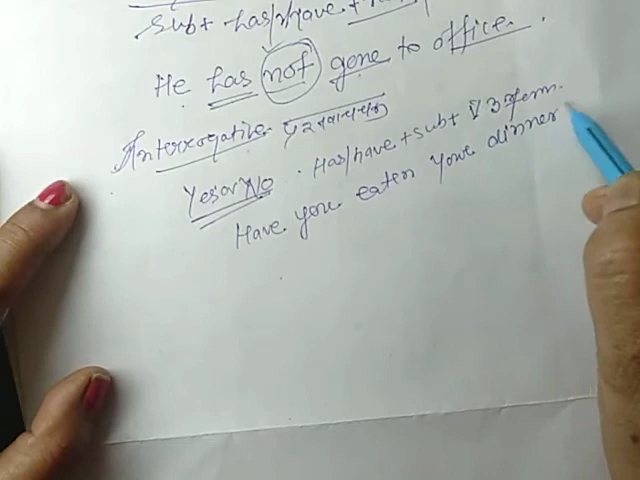 Sub+ has/have +
He has not gone to office.
Interrogative प्रश्नवाचक
Yes or No . Has/have + sub + V 3 form.
Have you eaten your dinner